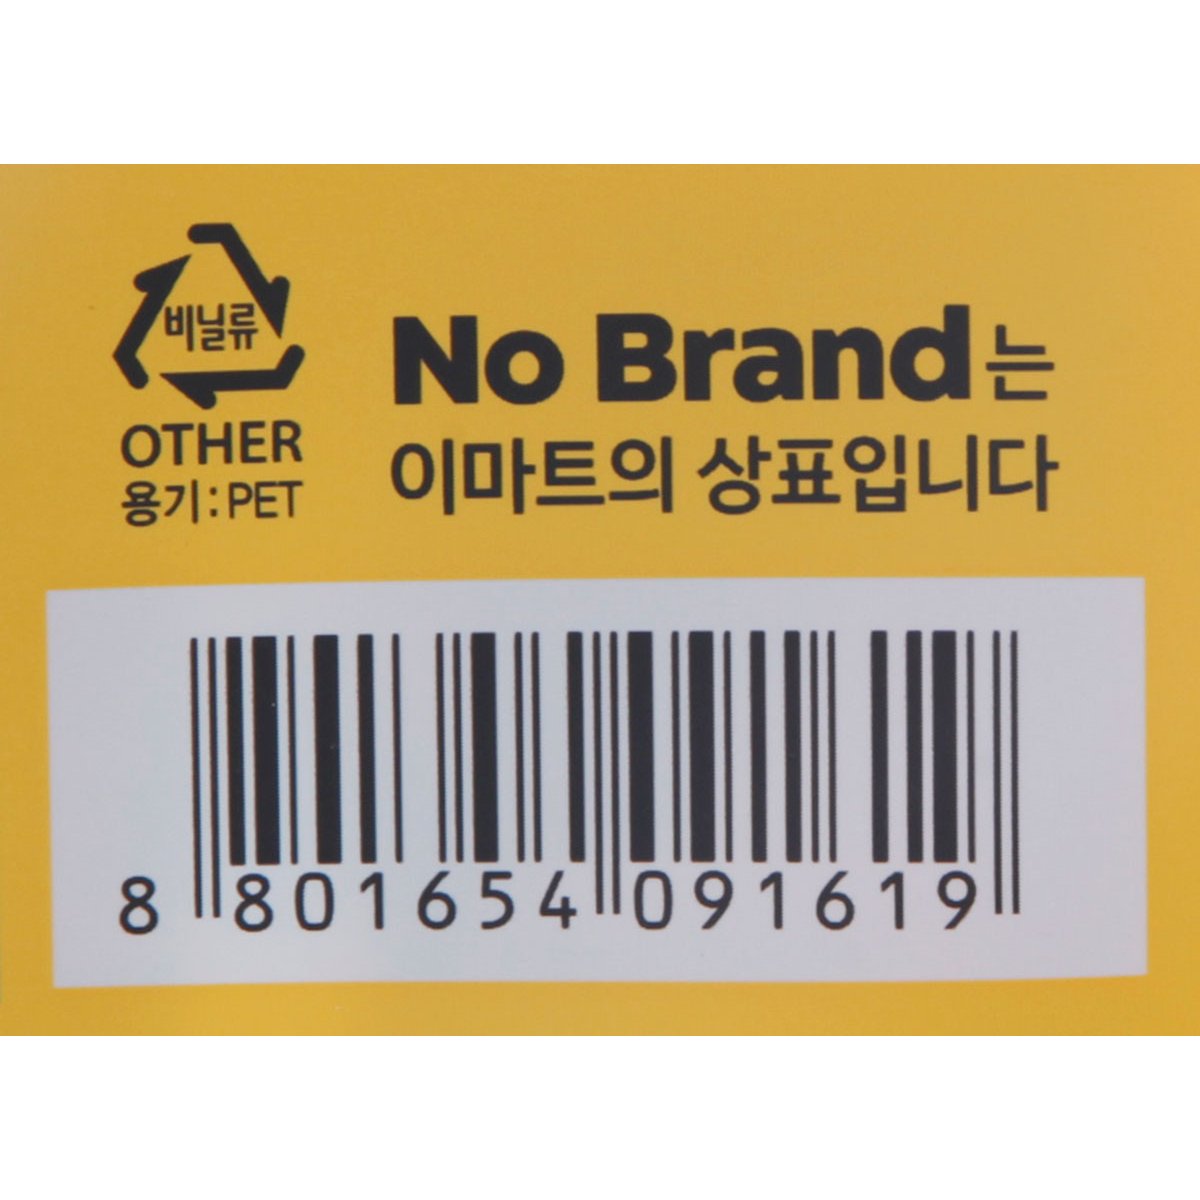 비닐류
OTHER
용기 : PET
No Brand는
이마트의 상표입니다
8 801654 091619